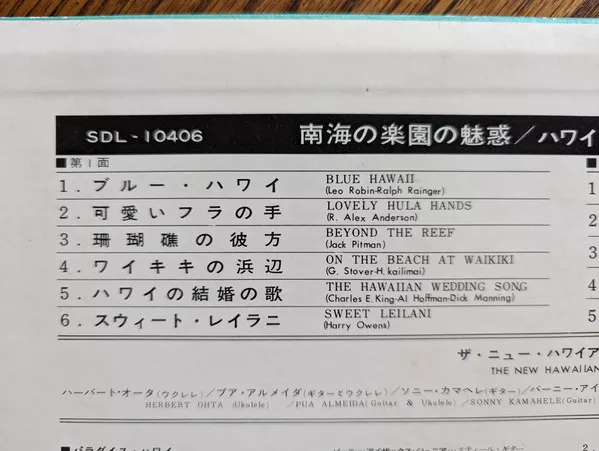 SDL-10406 南海の楽園の魅惑/ハワイ
■第1面
1. ブルー・ハワイ BLUE HAWAII
(Leo Robin-Ralph Rainger)
2. 可愛いフラの手 LOVELY HULA HANDS
(R. Alex Anderson)
3. 珊瑚礁の彼方 BEYOND THE REEF
(Jack Pitman)
4. ワイキキの浜辺 ON THE BEACH AT WAIKIKI
(G. Stover-H. kailimai)
5. ハワイの結婚の歌 THE HAWAIIAN WEDDING SONG
(Charles E. King-Al Hoffman-Dick Manning)
6. スウィート・レイラニ SWEET LEILANI
(Harry Owens)
■
1
2
3
4
5
ザ・ニュー・ハワイア
THE NEW HAWAIIAN
ハーバート・オータ(ウクレレ)/プア・アルメイダ(ギターとウクレレ)/ソニー・カマヘレ(ギター)/バーニー・アイ
HERBERT OHTA (Ukulele) /PUA ALMEIDA (Guitar & Ukulele) /SONNY KAMAHELE (Guitar)